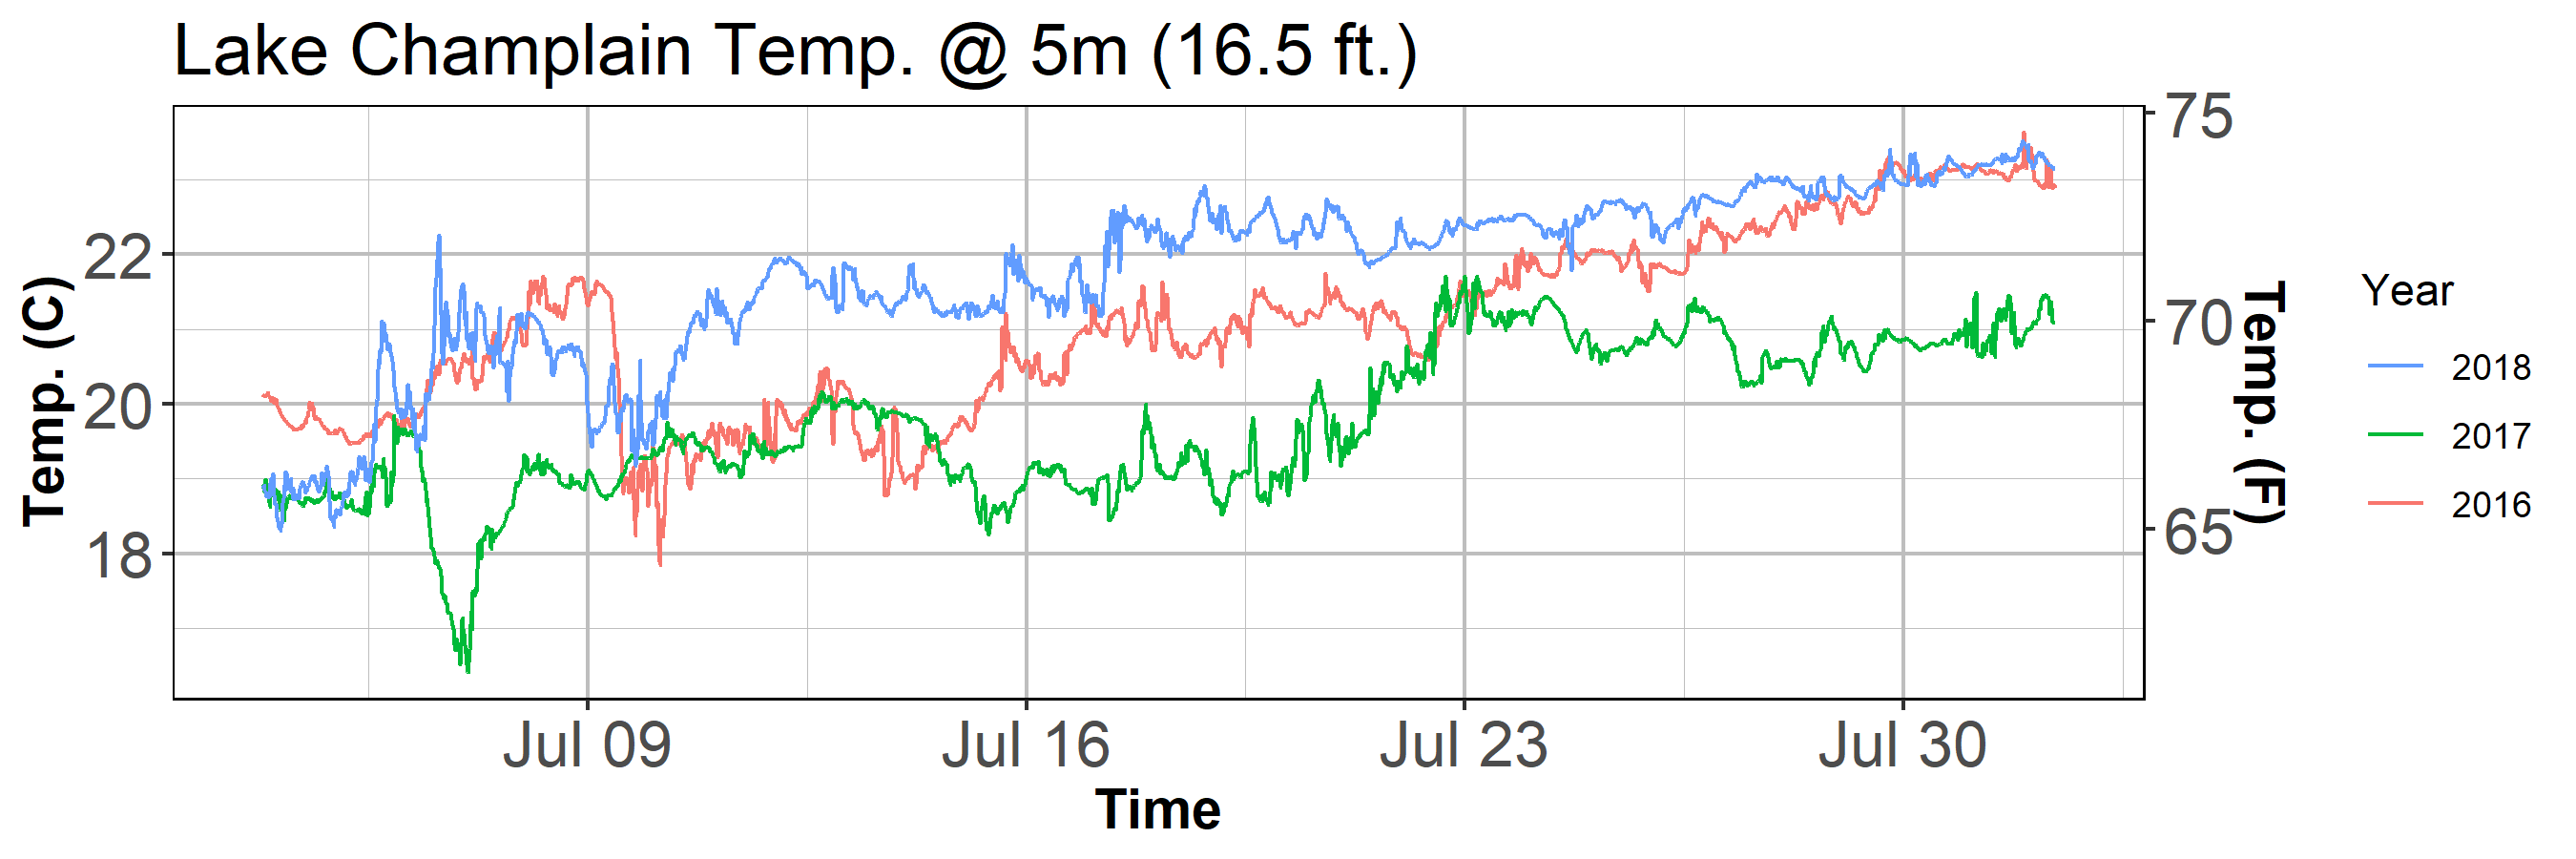 Lake Champlain Temp. @ 5m (16.5 ft.)
Temp. (C)
22
20
18
75
70
65
Temp. (F)
Jul 09
Jul 16
Jul 23
Jul 30
Time
Year
2018
2017
2016